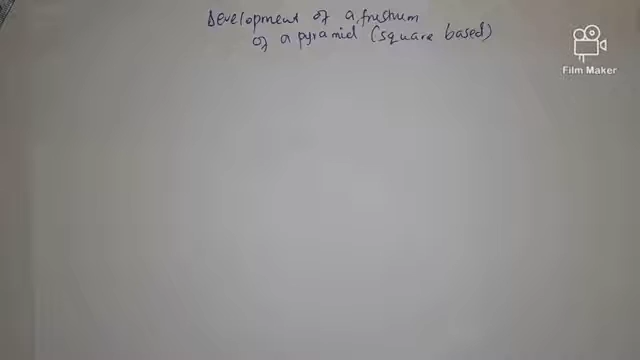 Development of a frustum
of a pyramid (square based)
Film Maker